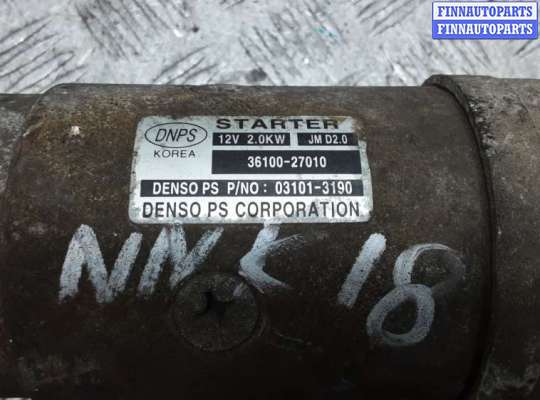 FINNAUTOPARTS
FINNAUTOPARTS
DNPS
KOREA
STARTER
12V 2.0KW JM D2.0
36100-27010
DENSO PS P/NO: 03101-3190
DENSO PS CORPORATION
18